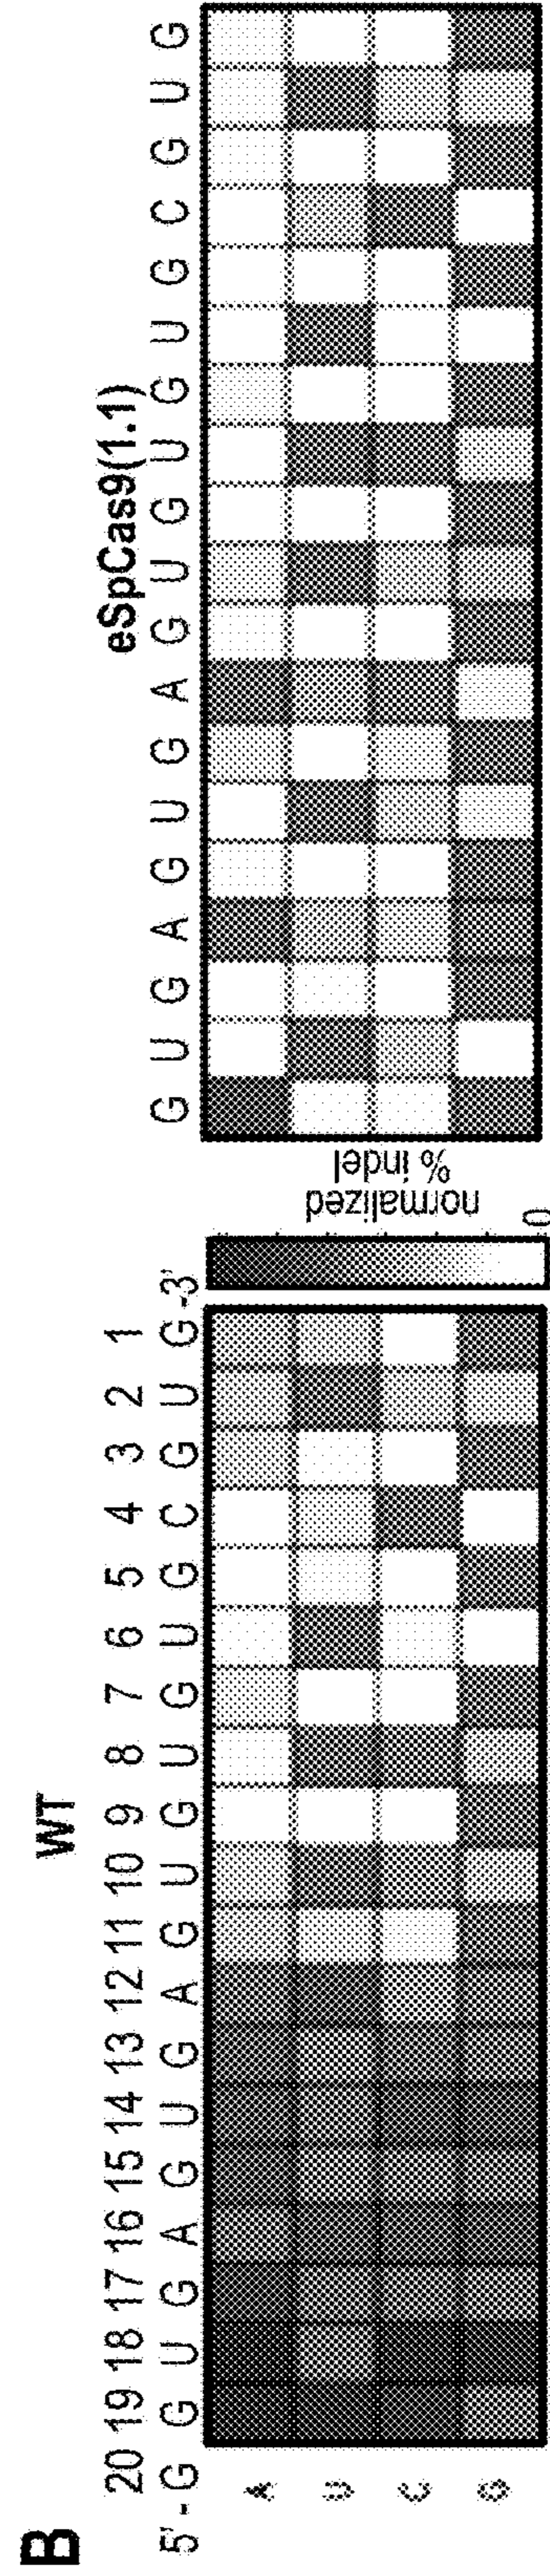 B
WT
20 19 18 17 16 15 14 13 12 11 10 9 8 7 6 5 4 3 2 1
5'-G G U G A G U G A G U G U G U G C G U G -3'
A
U
C
G
normalized
% indel
0
eSpCas9(1.1)
G U G A G U G A G U G U G U G C G U G